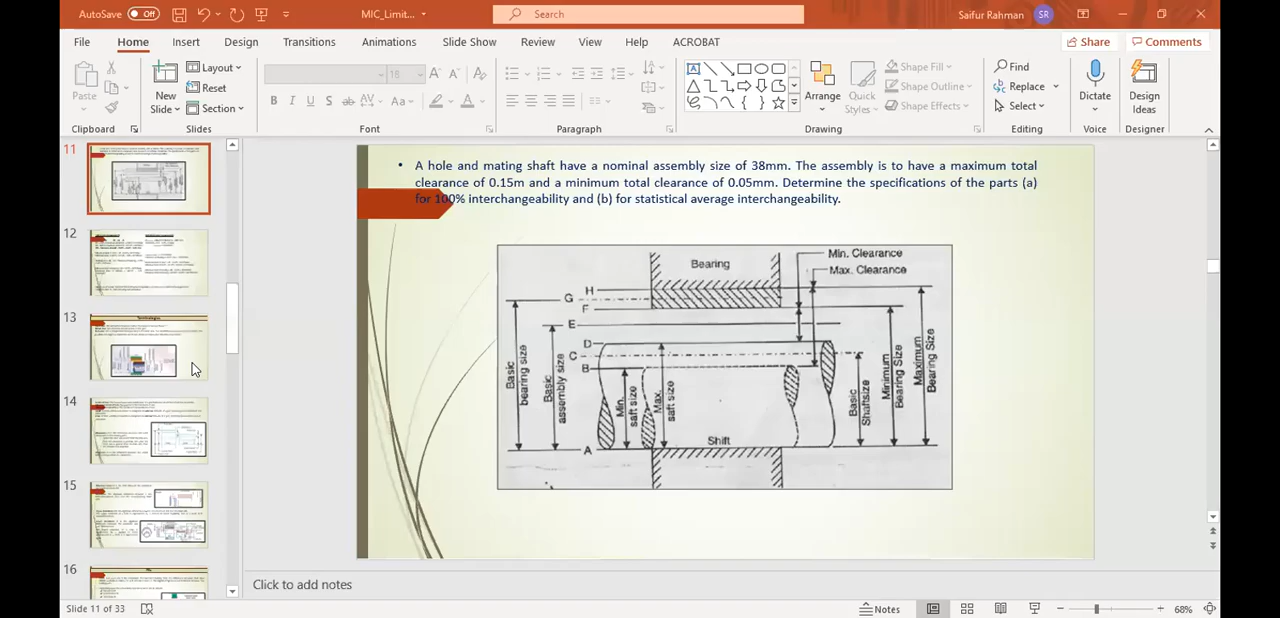 AutoSave Off MIC_Limit... Search Saifur Rahman SR
File Home Insert Design Transitions Animations Slide Show Review View Help ACROBAT Share Comments
Paste New Slide Layout Reset Section 18 Shape Fill Shape Outline Shape Effects Arrange Quick Styles Find Replace Select Dictate Design Ideas
Clipboard Slides Font Paragraph Drawing Editing Voice Designer
11
12
13
Terminologies
14
15
16
• A hole and mating shaft have a nominal assembly size of 38mm. The assembly is to have a maximum total
clearance of 0.15m and a minimum total clearance of 0.05mm. Determine the specifications of the parts (a)
for 100% interchangeability and (b) for statistical average interchangeability.
Bearing
Min. Clearance
Max. Clearance
H
G
F
E
D
C
B
A
Basic bearing size
Basic assembly size
Min. saft size
Max. saft size
Shift
Basic Shaftsize
Minimum Bearing Size
Maximum Bearing Size
Click to add notes
Slide 11 of 33 Notes 68%